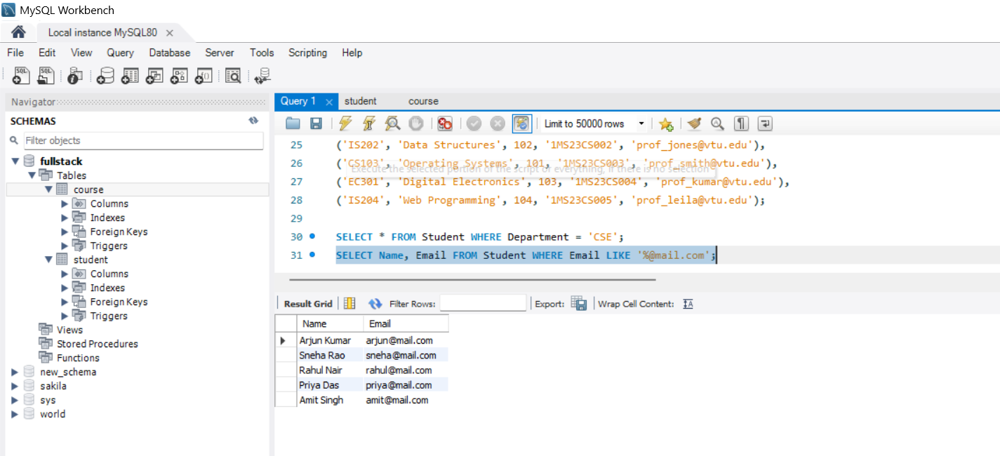 MySQL Workbench
Local instance MySQL80
File Edit View Query Database Server Tools Scripting Help
Navigator
SCHEMAS
Filter objects
fullstack
Tables
course
Columns
Indexes
Foreign Keys
Triggers
student
Columns
Indexes
Foreign Keys
Triggers
Views
Stored Procedures
Functions
new_schema
sakila
sys
world
Query 1 student course
Limit to 50000 rows
25 ('IS202', 'Data Structures', 102, '1MS23CS002', 'prof_jones@vtu.edu'),
26 ('CS103', 'Operating Systems', 101, '1MS23CS003', 'prof_smith@vtu.edu'),
Execute the selected portion of the script or everything, if there is no selection
27 ('EC301', 'Digital Electronics', 103, '1MS23CS004', 'prof_kumar@vtu.edu'),
28 ('IS204', 'Web Programming', 104, '1MS23CS005', 'prof_leila@vtu.edu');
29
30 SELECT * FROM Student WHERE Department = 'CSE';
31 SELECT Name, Email FROM Student WHERE Email LIKE '%@mail.com';
Result Grid Filter Rows: Export: Wrap Cell Content:
Name Email
Arjun Kumar arjun@mail.com
Sneha Rao sneha@mail.com
Rahul Nair rahul@mail.com
Priya Das priya@mail.com
Amit Singh amit@mail.com